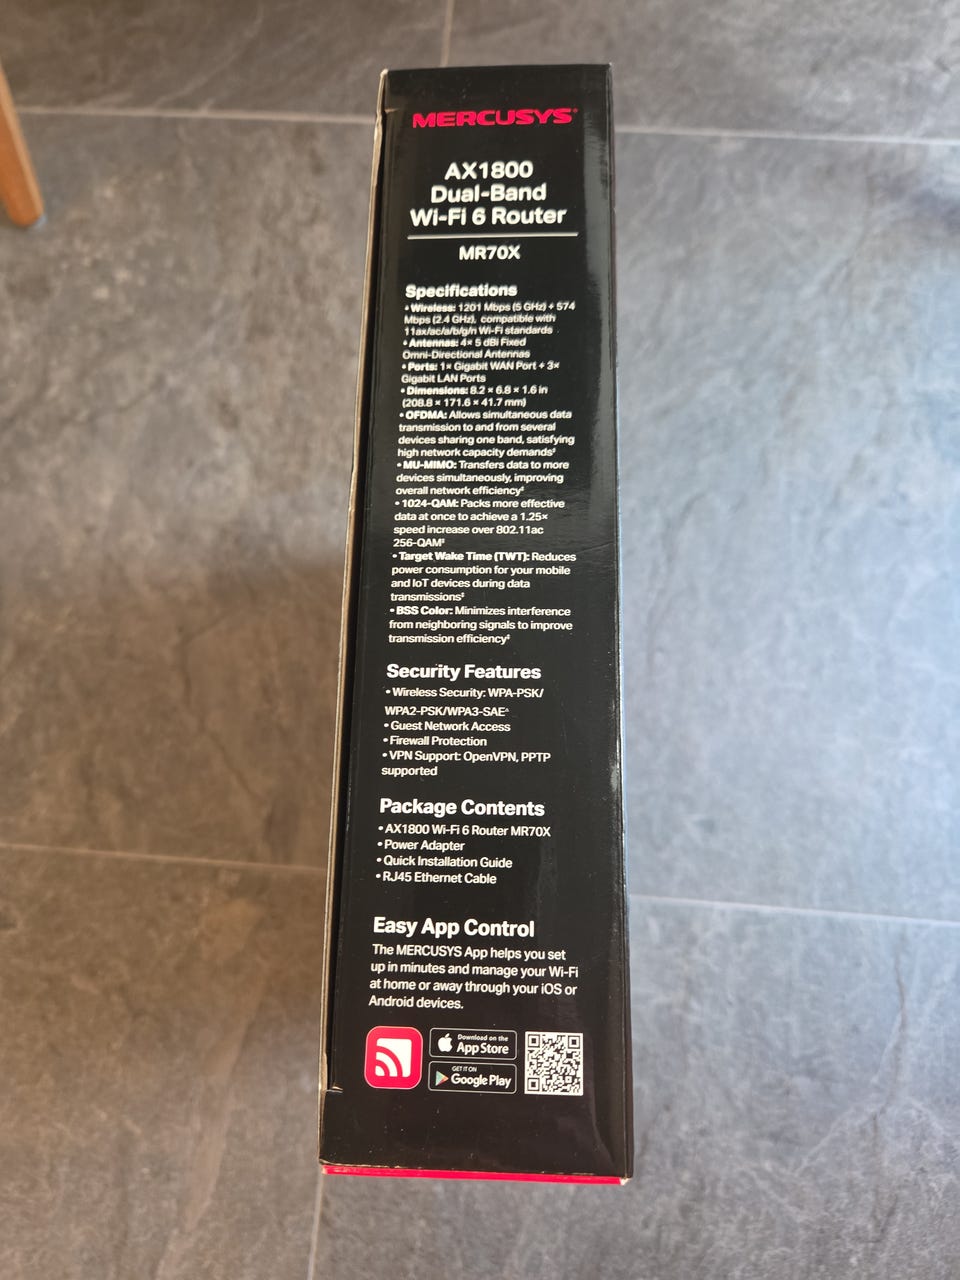 MERCUSYS®
AX1800
Dual-Band
Wi-Fi 6 Router
MR70X
Specifications
• Wireless: 1201 Mbps (5 GHz) + 574
Mbps (2.4 GHz), compatible with
11ax/ac/a/b/g/n Wi-Fi standards
• Antennas: 4× 5 dBi Fixed
Omni-Directional Antennas
• Ports: 1× Gigabit WAN Port + 3×
Gigabit LAN Ports
• Dimensions: 8.2 × 6.8 × 1.6 in
(208.8 × 171.6 × 41.7 mm)
• OFDMA: Allows simultaneous data
transmission to and from several
devices sharing one band, satisfying
high network capacity demands‡
• MU-MIMO: Transfers data to more
devices simultaneously, improving
overall network efficiency‡
• 1024-QAM: Packs more effective
data at once to achieve a 1.25×
speed increase over 802.11ac
256-QAM‡
• Target Wake Time (TWT): Reduces
power consumption for your mobile
and IoT devices during data
transmissions‡
• BSS Color: Minimizes interference
from neighboring signals to improve
transmission efficiency‡
Security Features
• Wireless Security: WPA-PSK/
WPA2-PSK/WPA3-SAE^
• Guest Network Access
• Firewall Protection
• VPN Support: OpenVPN, PPTP
supported
Package Contents
• AX1800 Wi-Fi 6 Router MR70X
• Power Adapter
• Quick Installation Guide
• RJ45 Ethernet Cable
Easy App Control
The MERCUSYS App helps you set
up in minutes and manage your Wi-Fi
at home or away through your iOS or
Android devices.
Download on the
App Store
GET IT ON
Google Play